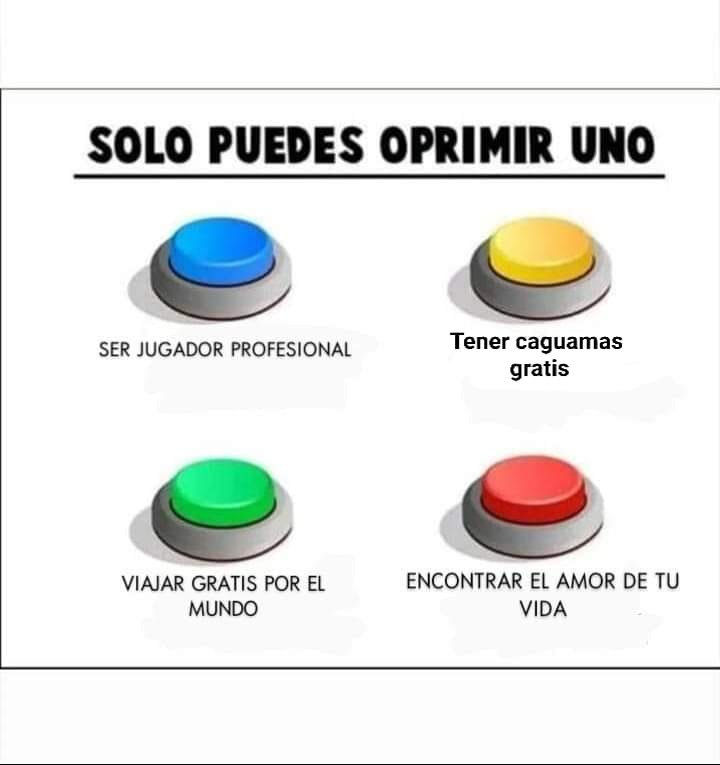 SOLO PUEDES OPRIMIR UNO
SER JUGADOR PROFESIONAL
Tener caguamas
gratis
VIAJAR GRATIS POR EL
MUNDO
ENCONTRAR EL AMOR DE TU
VIDA